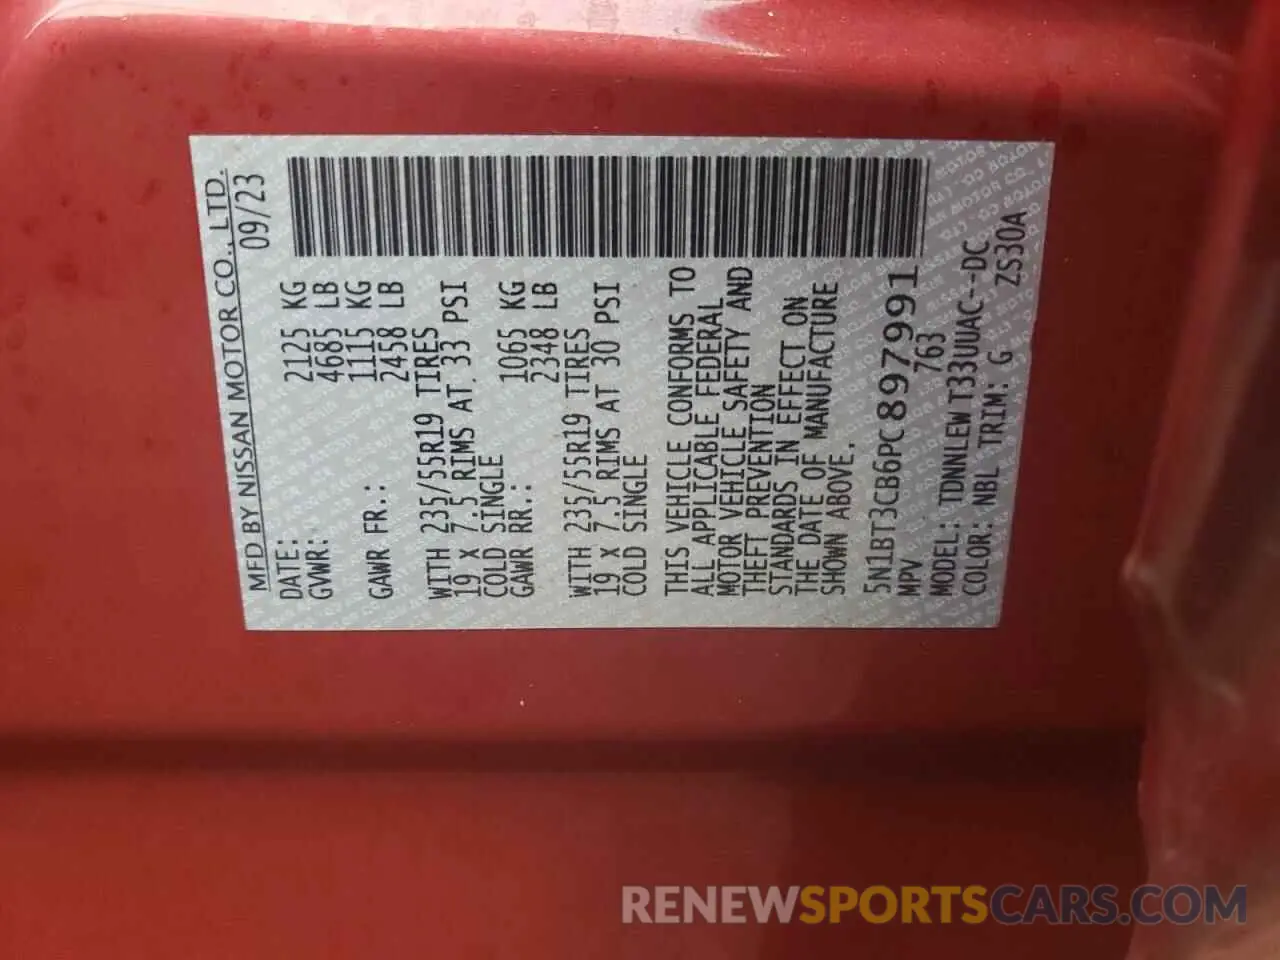 MFD BY NISSAN MOTOR CO., LTD.
DATE: 09/23
GVWR: 2125 KG
4685 LB
GAWR FR.: 1115 KG
2458 LB
WITH 235/55R19 TIRES
19 X 7.5 RIMS AT 33 PSI
COLD SINGLE
GAWR RR.: 1065 KG
2348 LB
WITH 235/55R19 TIRES
19 X 7.5 RIMS AT 30 PSI
COLD SINGLE
THIS VEHICLE CONFORMS TO
ALL APPLICABLE FEDERAL
MOTOR VEHICLE SAFETY AND
THEFT PREVENTION
STANDARDS IN EFFECT ON
THE DATE OF MANUFACTURE
SHOWN ABOVE.
5N1BT3CB6PC897991
MPV 763
MODEL: TDNNLEW T33UUAC--DC
COLOR: NBL TRIM: G ZS30A
RENEWSPORTSCARS.COM